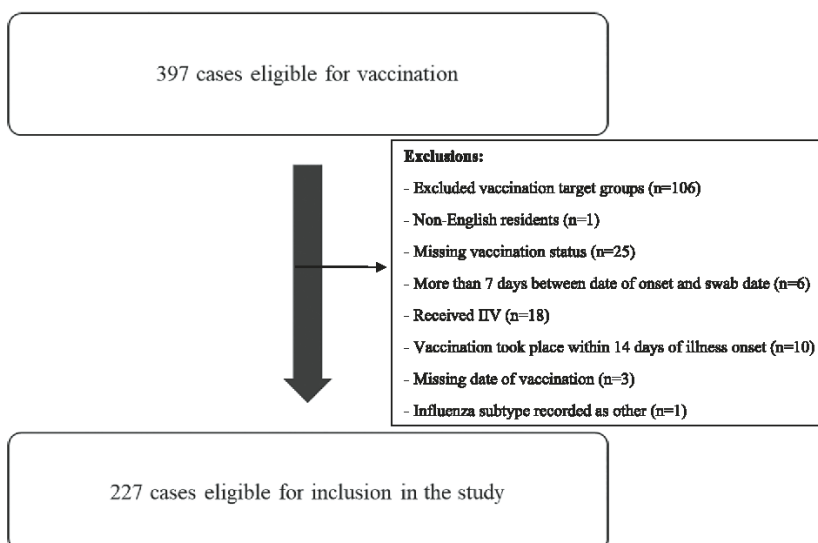 397 cases eligible for vaccination
Exclusions:
- Excluded vaccination target groups (n=106)
- Non-English residents (n=1)
- Missing vaccination status (n=25)
- More than 7 days between date of onset and swab date (n=6)
- Received IIV (n=18)
- Vaccination took place within 14 days of illness onset (n=10)
- Missing date of vaccination (n=3)
- Influenza subtype recorded as other (n=1)
227 cases eligible for inclusion in the study